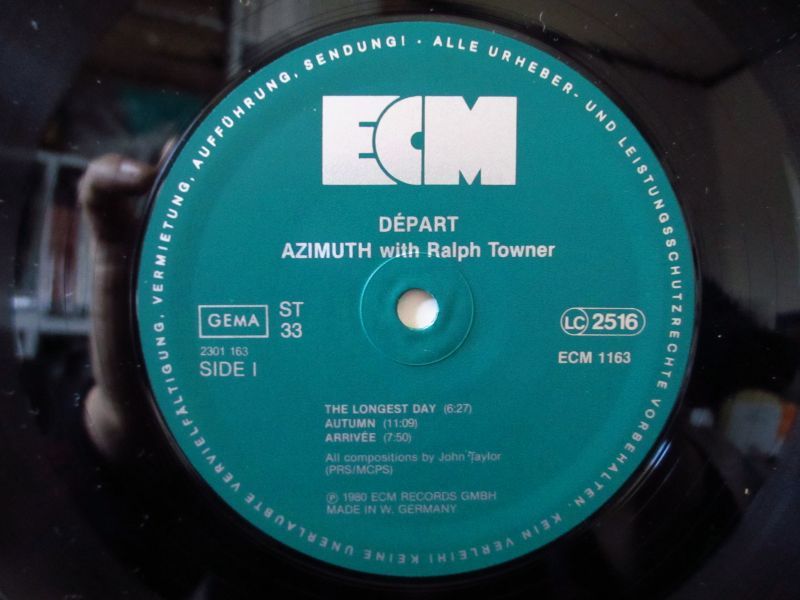 ALLE URHEBER- UND LEISTUNGSSCHUTZRECHTE VORBEHALTEN. KEIN VERLEIH! KEINE UNERLAUBTE VERVIELFÄLTIGUNG, VERMIETUNG, AUFFÜHRUNG, SENDUNG! ·
ECM
DÉPART
AZIMUTH with Ralph Towner
GEMA
ST
33
LC 2516
2301 163
SIDE I
ECM 1163
THE LONGEST DAY (6:27)
AUTUMN (11:09)
ARRIVÉE (7:50)
All compositions by John Taylor
(PRS/MCPS)
℗ 1980 ECM RECORDS GMBH
MADE IN W. GERMANY